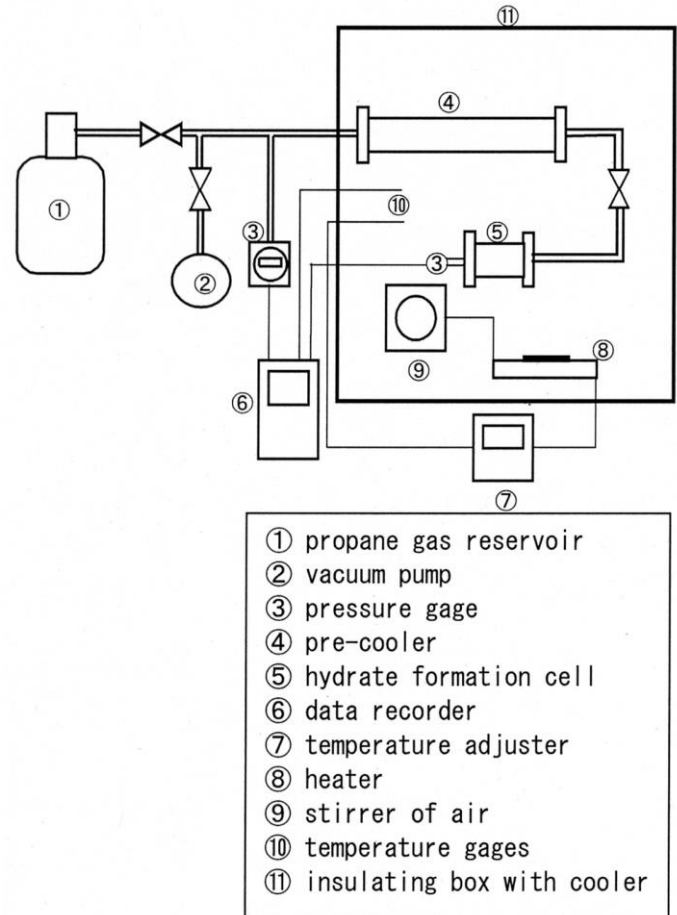 ⑪
④
①
③
⑩
⑤
③
②
⑨
⑧
⑥
⑦
① propane gas reservoir
② vacuum pump
③ pressure gage
④ pre-cooler
⑤ hydrate formation cell
⑥ data recorder
⑦ temperature adjuster
⑧ heater
⑨ stirrer of air
⑩ temperature gages
⑪ insulating box with cooler